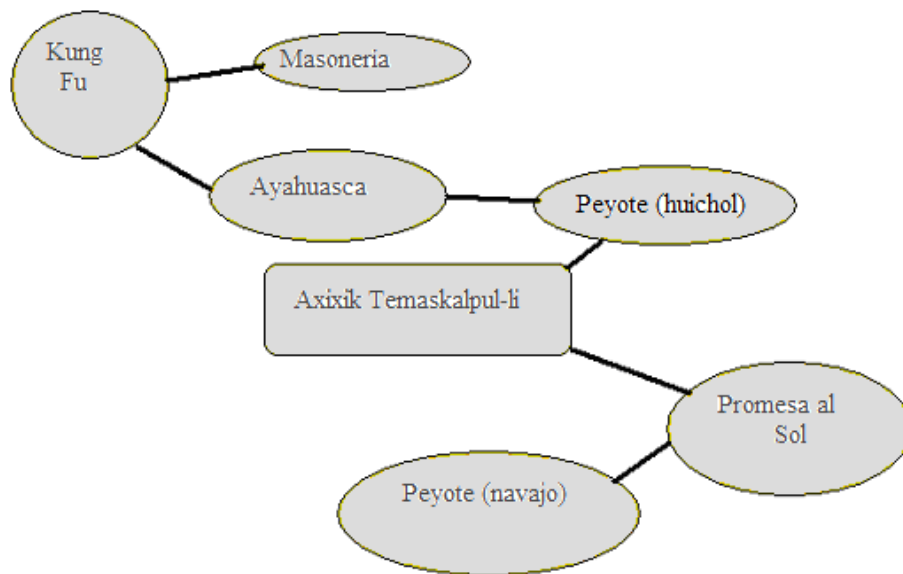 Kung
Fu
Masoneria
Ayahuasca
Peyote (huichol)
Axixik Temaskalpul-li
Promesa al
Sol
Peyote (navajo)